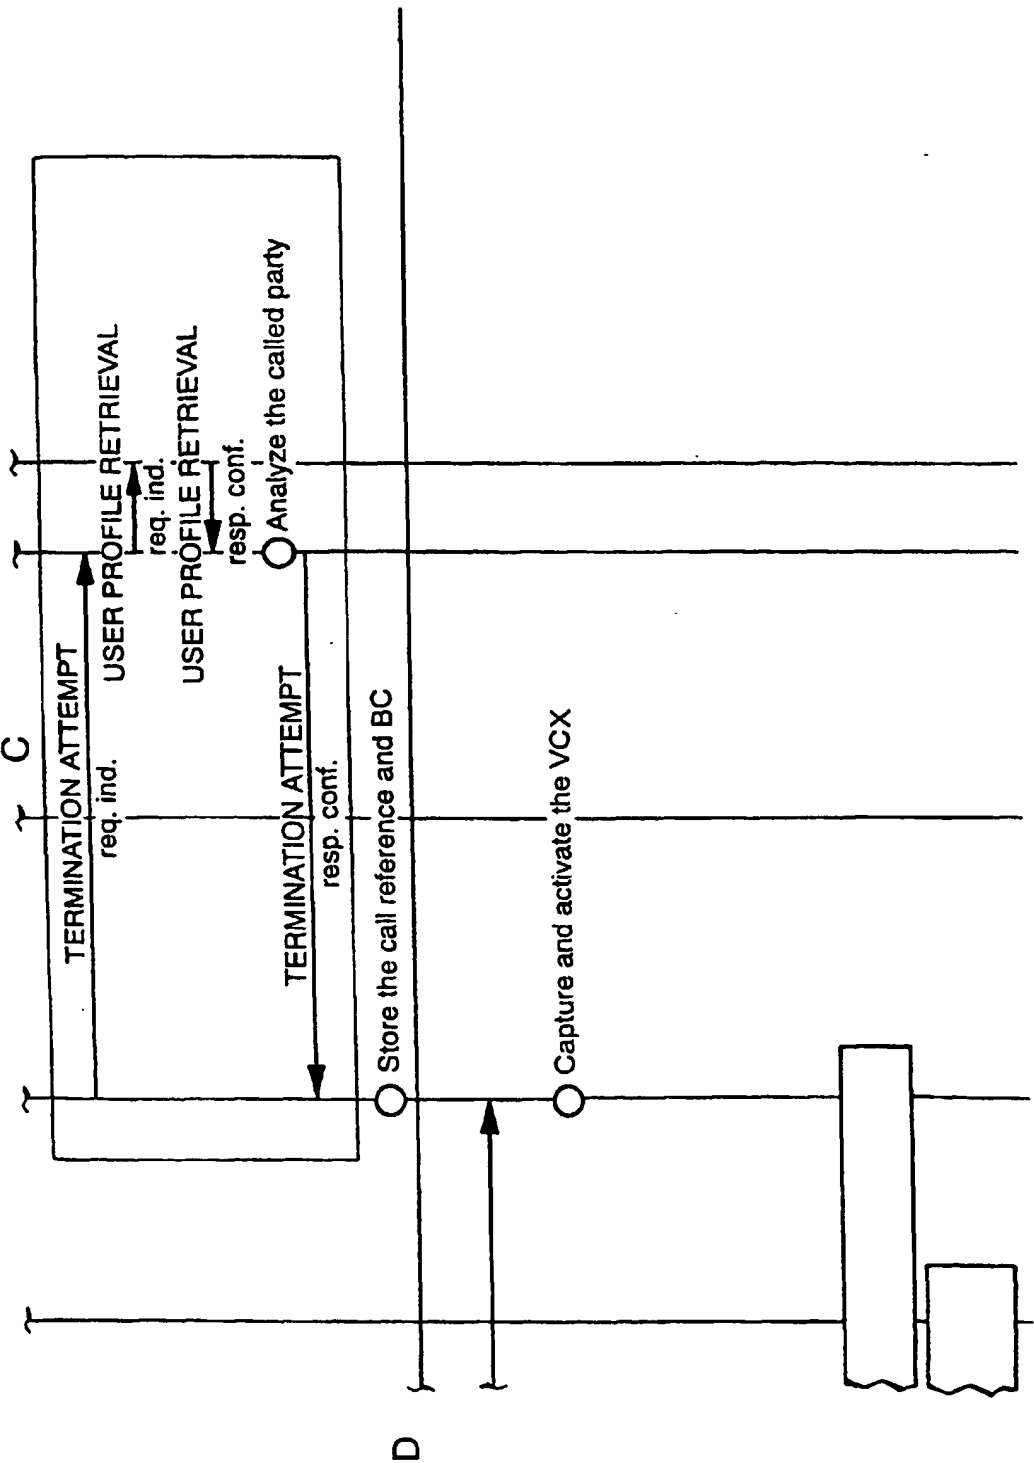 C
TERMINATION ATTEMPT
req. ind.
USER PROFILE RETRIEVAL
req. ind.
USER PROFILE RETRIEVAL
resp. conf.
Analyze the called party
TERMINATION ATTEMPT
resp. conf.
Store the call reference and BC
D
Capture and activate the VCX